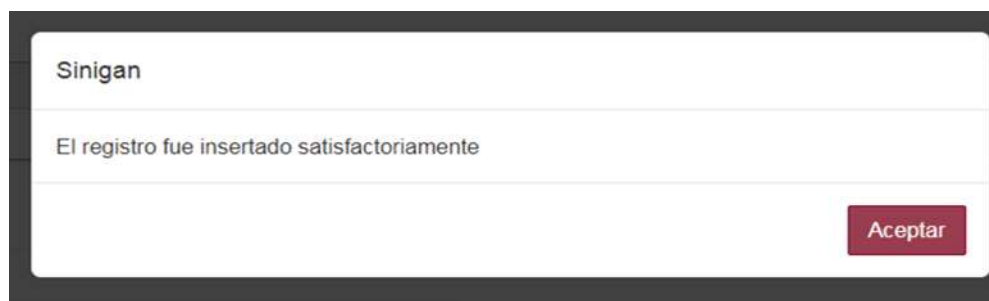 Sinigan
El registro fue insertado satisfactoriamente
Aceptar